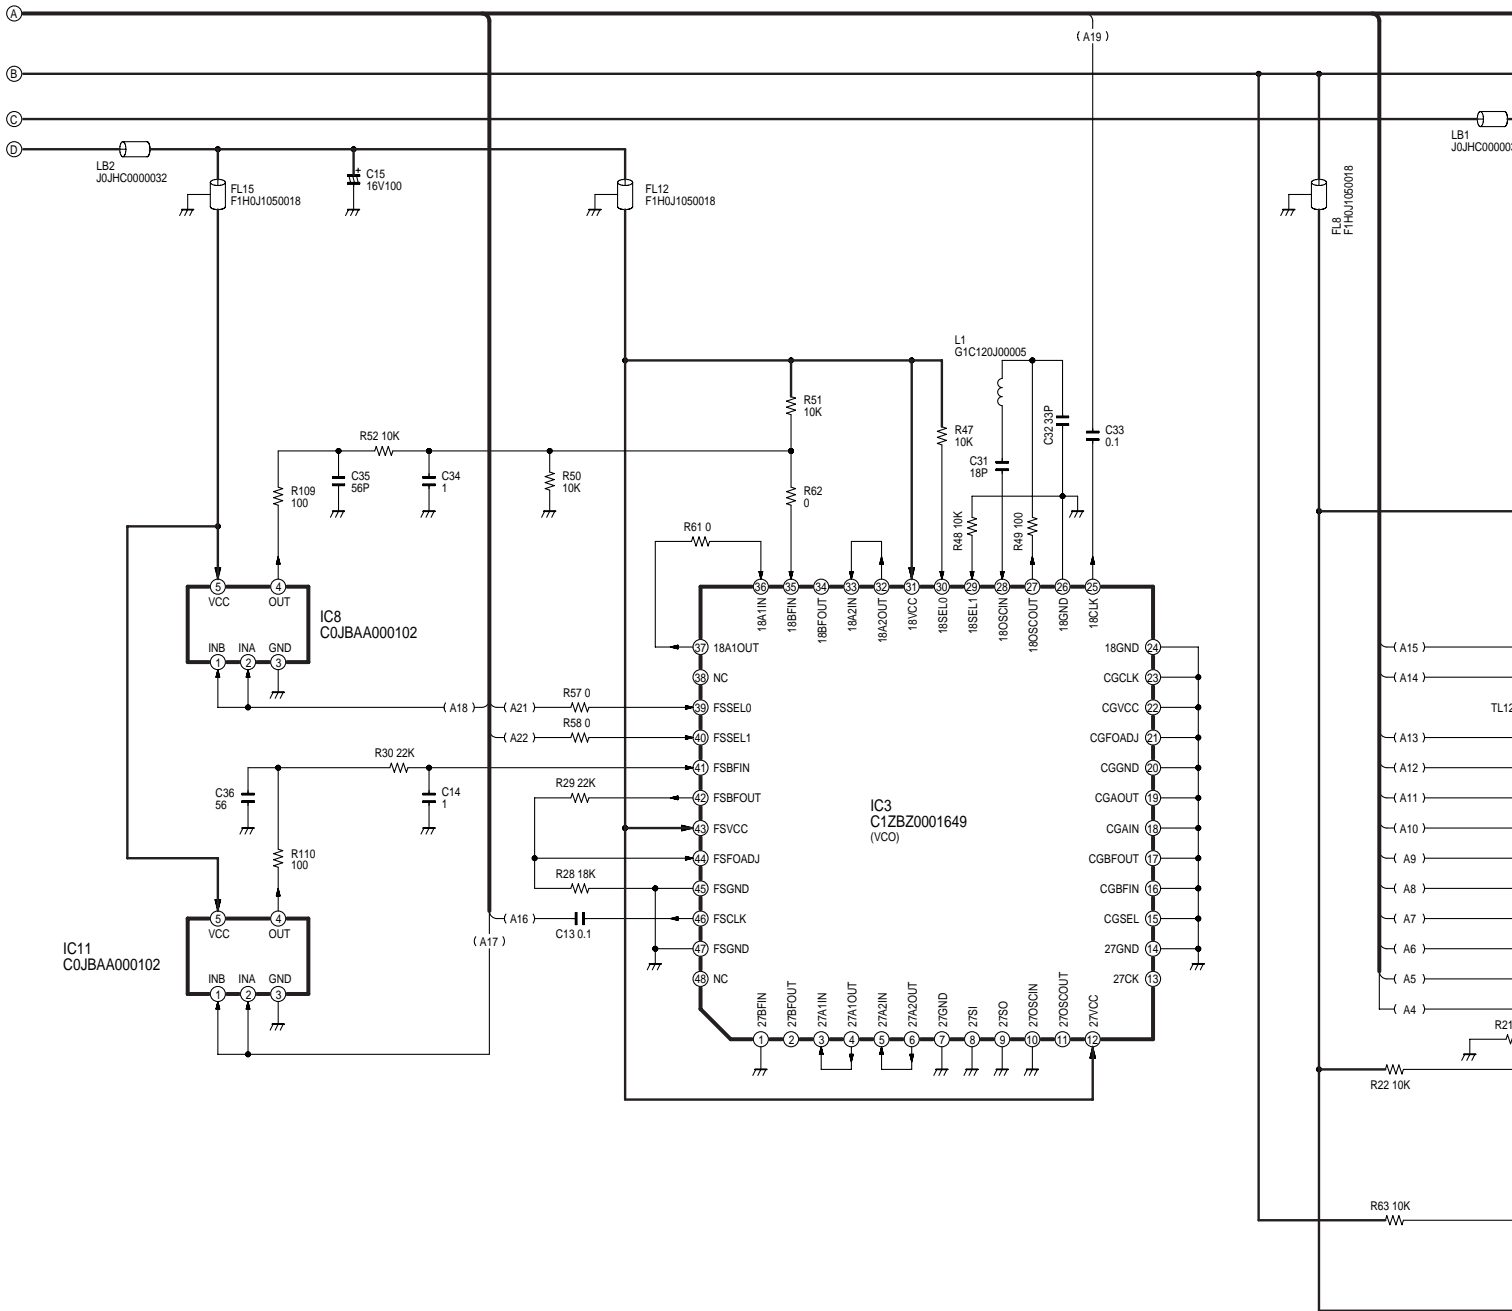 A
( A19 )
B
C
D
LB2
J0JHC0000032
C15
16V100
+
FL15
F1H0J1050018
FL12
F1H0J1050018
FL8
F1H0J1050018
LB1
L1
G1C120J00005
R51
10K
R47
10K
C32 33P
C33
0.1
C31
18P
R52 10K
C35
56P
C34
1
R50
10K
R62
0
R109
100
R48 10K
R49 100
R61 0
5
4
VCC
OUT
IC8
C0JBAA000102
INB
INA
GND
1
2
3
36
35
34
33
32
31
30
29
28
27
26
25
18A1IN
18BFIN
18BFOUT
18A2IN
18A2OUT
18VCC
18SEL0
18SEL1
18OSCIN
18OSCOUT
18GND
18CLK
37 18A1OUT
38 NC
39 FSSEL0
40 FSSEL1
41 FSBFIN
42 FSBFOUT
43 FSVCC
44 FSFOADJ
45 FSGND
46 FSCLK
47 FSGND
48 NC
18GND 24
CGCLK 23
CGVCC 22
CGFOADJ 21
CGGND 20
CGAOUT 19
CGAIN 18
CGBFOUT 17
CGBFIN 16
CGSEL 15
27GND 14
27CK 13
IC3
C1ZBZ0001649
(VCO)
( A18 )
( A21 )
R57 0
( A22 )
R58 0
R30 22K
C36
56
C14
1
R29 22K
R110
100
R28 18K
( A16 )
C13 0.1
( A17 )
5
4
VCC
OUT
IC11
C0JBAA000102
INB
INA
GND
1
2
3
27BFIN
27BFOUT
27A1IN
27A1OUT
27A2IN
27A2OUT
27GND
27SI
27SO
27OSCIN
27OSCOUT
27VCC
1
2
3
4
5
6
7
8
9
10
11
12
( A15 )
( A14 )
TL12
( A13 )
( A12 )
( A11 )
( A10 )
( A9 )
( A8 )
( A7 )
( A6 )
( A5 )
( A4 )
R21
R22 10K
R63 10K